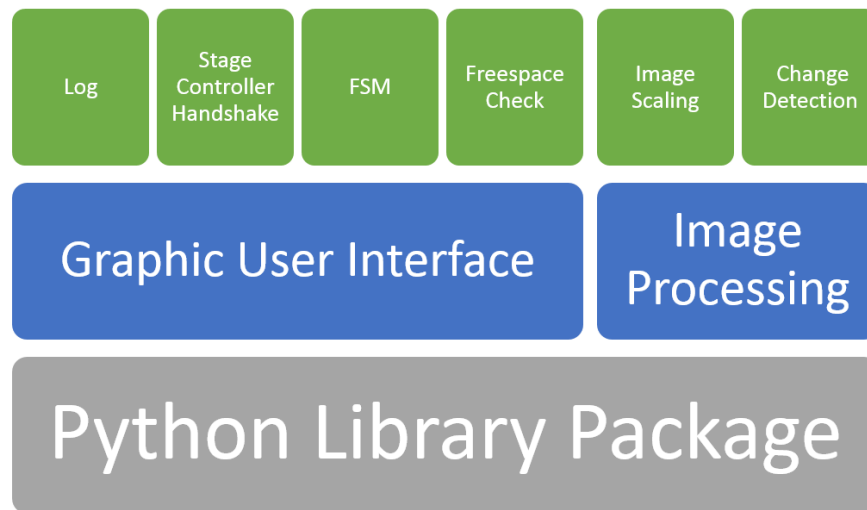 Log
Stage
Controller
Handshake
FSM
Freespace
Check
Image
Scaling
Change
Detection
Graphic User Interface
Image
Processing
Python Library Package